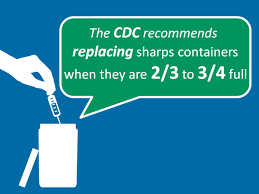 The CDC recommends
replacing sharps containers
when they are 2/3 to 3/4 full